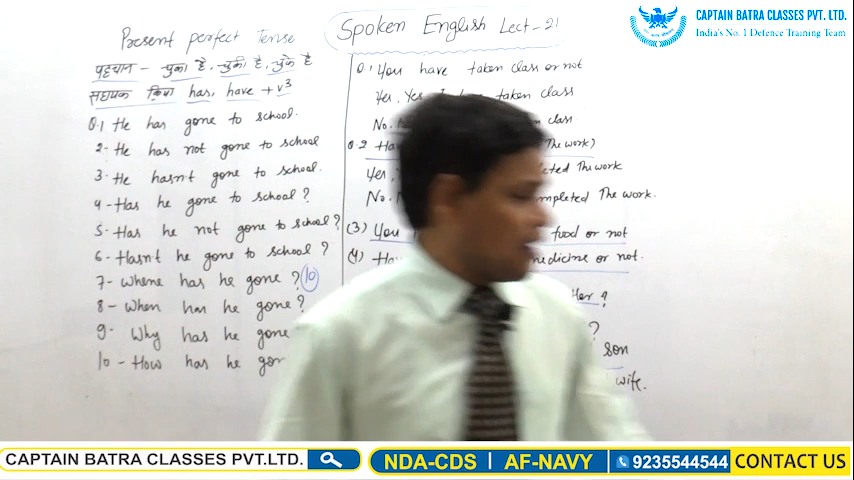 Present perfect Tense
पहचान - चुका है, चुकी है, चुके है
सहायक क्रिया has, have + v3
Q.1 He has gone to school.
2- He has not gone to school
3- He hasn't gone to school.
4- Has he gone to school?
5- Has he not gone to school?
6- Hasn't he gone to school?
7- Where has he gone? 10
8- When has he gone?
9- Why has he gone
10- How has he gon
Spoken English Lect-21
Q.1 You have taken class or not
Yes, Yes taken class
No. class
Q.2 The work)
Yes, The work
No. The work.
(3) You food or not
(4) medicine or not.
Her?
?
son
wife.
CAPTAIN BATRA CLASSES PVT. LTD.
India's No. 1 Defence Training Team
CAPTAIN BATRA CLASSES PVT.LTD. NDA-CDS | AF-NAVY 9235544544 CONTACT US